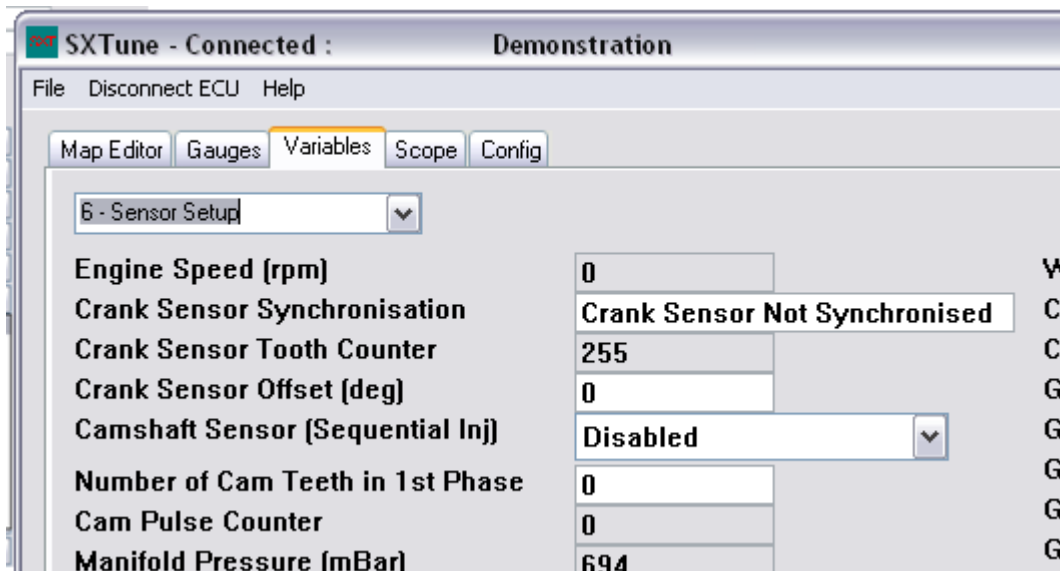 SXT SXTune - Connected : Demonstration
File Disconnect ECU Help
Map Editor Gauges Variables Scope Config
6 - Sensor Setup
Engine Speed (rpm) 0
Crank Sensor Synchronisation Crank Sensor Not Synchronised
Crank Sensor Tooth Counter 255
Crank Sensor Offset (deg) 0
Camshaft Sensor (Sequential Inj) Disabled
Number of Cam Teeth in 1st Phase 0
Cam Pulse Counter 0
Manifold Pressure (mBar) 694